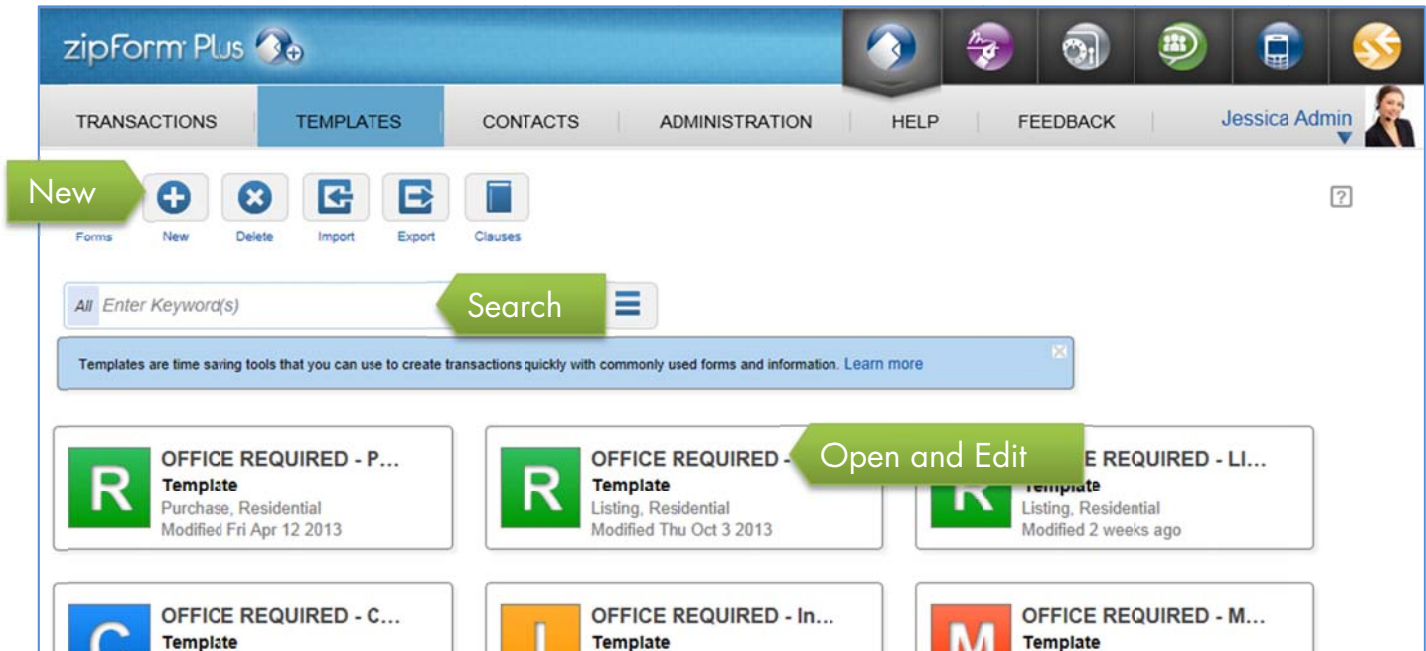 zipForm Plus
TRANSACTIONS TEMPLATES CONTACTS ADMINISTRATION HELP FEEDBACK Jessica Admin
New
Forms New Delete Import Export Clauses
?
All Enter Keyword(s)
Search
Templates are time saving tools that you can use to create transactions quickly with commonly used forms and information. Learn more
R
OFFICE REQUIRED - P...
Template
Purchase, Residential
Modified Fri Apr 12 2013
R
OFFICE REQUIRED -
Template
Listing, Residential
Modified Thu Oct 3 2013
Open and Edit
R
REQUIRED - LI...
Template
Listing, Residential
Modified 2 weeks ago
C
OFFICE REQUIRED - C...
Template
I
OFFICE REQUIRED - In...
Template
M
OFFICE REQUIRED - M...
Template